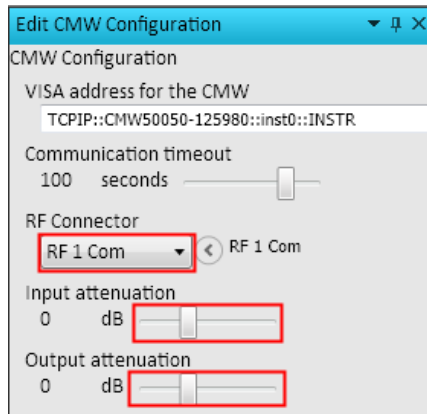 Edit CMW Configuration
CMW Configuration
VISA address for the CMW
TCPIP::CMW50050-125980::inst0::INSTR
Communication timeout
100 seconds
RF Connector
RF 1 Com RF 1 Com
Input attenuation
0 dB
Output attenuation
0 dB